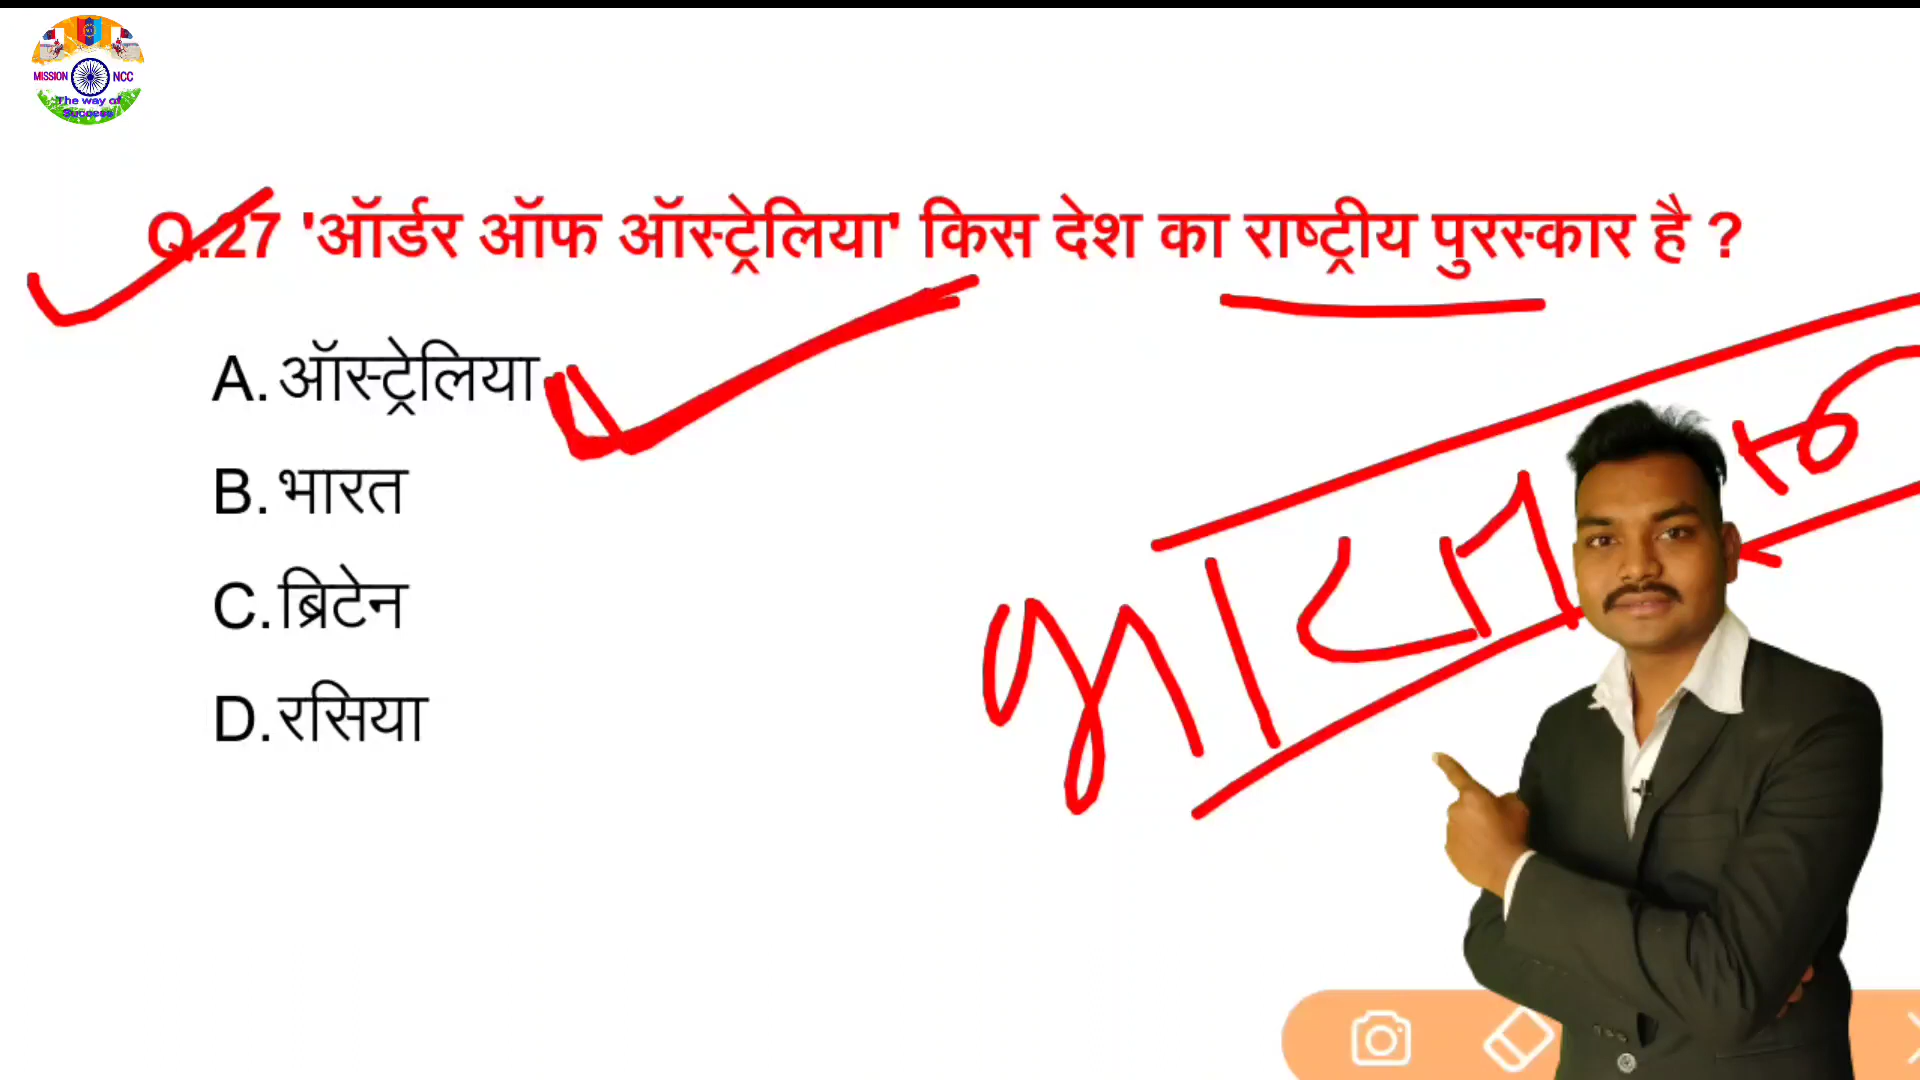 MISSION NCC
The way of
Success
Q.27 'ऑर्डर ऑफ ऑस्ट्रेलिया' किस देश का राष्ट्रीय पुरस्कार है ?
A. ऑस्ट्रेलिया
B. भारत
C. ब्रिटेन
D. रसिया